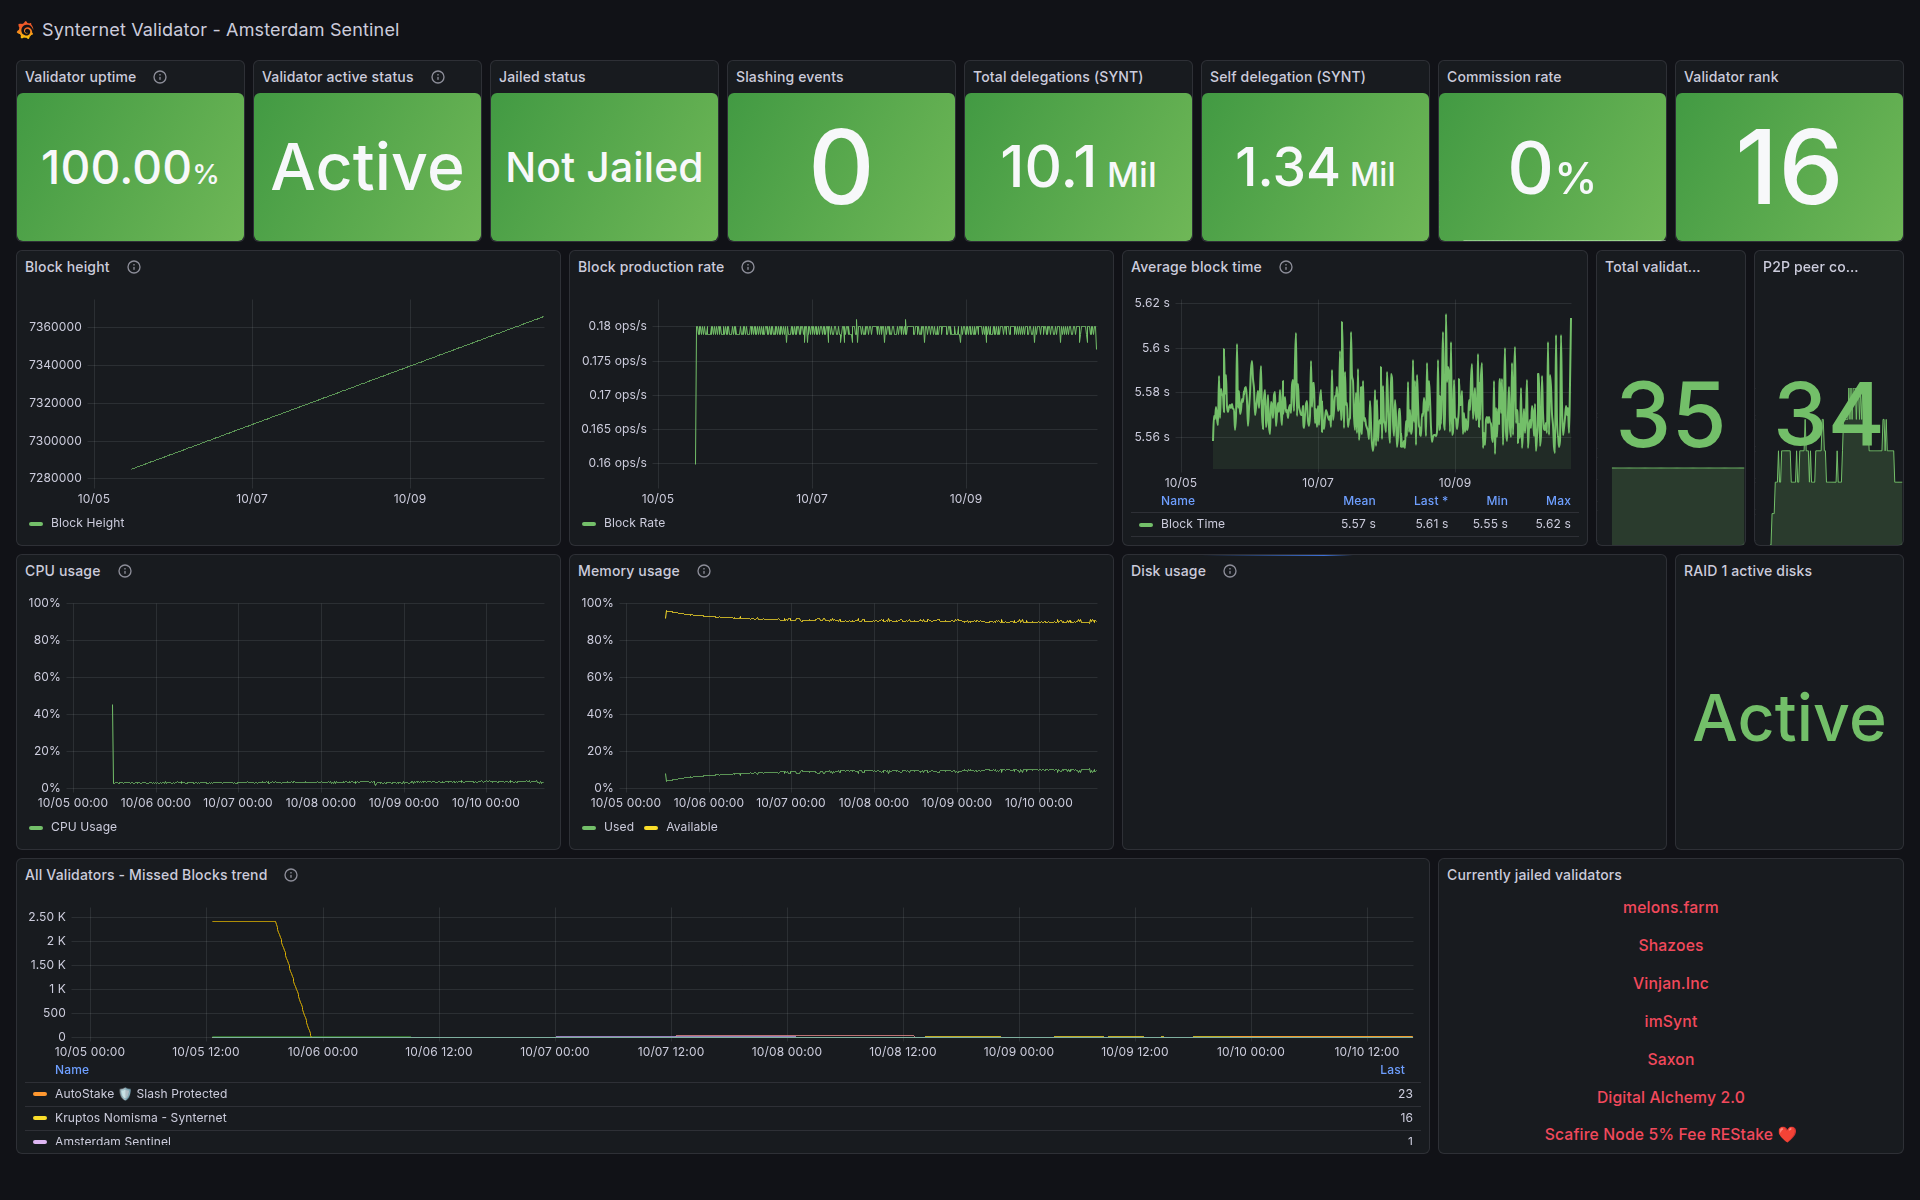 Synternet Validator - Amsterdam Sentinel
Validator uptime
Validator active status
Jailed status
Slashing events
Total delegations (SYNT)
Self delegation (SYNT)
Commission rate
Validator rank
100.00%
Active
Not Jailed
0
10.1 Mil
1.34 Mil
0%
16
Block height
7360000
7340000
7320000
7300000
7280000
10/05 10/07 10/09
Block Height
Block production rate
0.18 ops/s
0.175 ops/s
0.17 ops/s
0.165 ops/s
0.16 ops/s
10/05 10/07 10/09
Block Rate
Average block time
5.62 s
5.6 s
5.58 s
5.56 s
10/05 10/07 10/09
Name Mean Last * Min Max
Block Time 5.57 s 5.61 s 5.55 s 5.62 s
Total validat...
35
P2P peer co...
34
CPU usage
100%
80%
60%
40%
20%
0%
10/05 00:00 10/06 00:00 10/07 00:00 10/08 00:00 10/09 00:00 10/10 00:00
CPU Usage
Memory usage
100%
80%
60%
40%
20%
0%
10/05 00:00 10/06 00:00 10/07 00:00 10/08 00:00 10/09 00:00 10/10 00:00
Used Available
Disk usage
RAID 1 active disks
Active
All Validators - Missed Blocks trend
2.50 K
2 K
1.50 K
1 K
500
0
10/05 00:00 10/05 12:00 10/06 00:00 10/06 12:00 10/07 00:00 10/07 12:00 10/08 00:00 10/08 12:00 10/09 00:00 10/09 12:00 10/10 00:00 10/10 12:00
Name Last
AutoStake 🛡️ Slash Protected 23
Kruptos Nomisma - Synternet 16
Amsterdam Sentinel 1
Currently jailed validators
melons.farm
Shazoes
Vinjan.Inc
imSynt
Saxon
Digital Alchemy 2.0
Scafire Node 5% Fee REStake ❤️